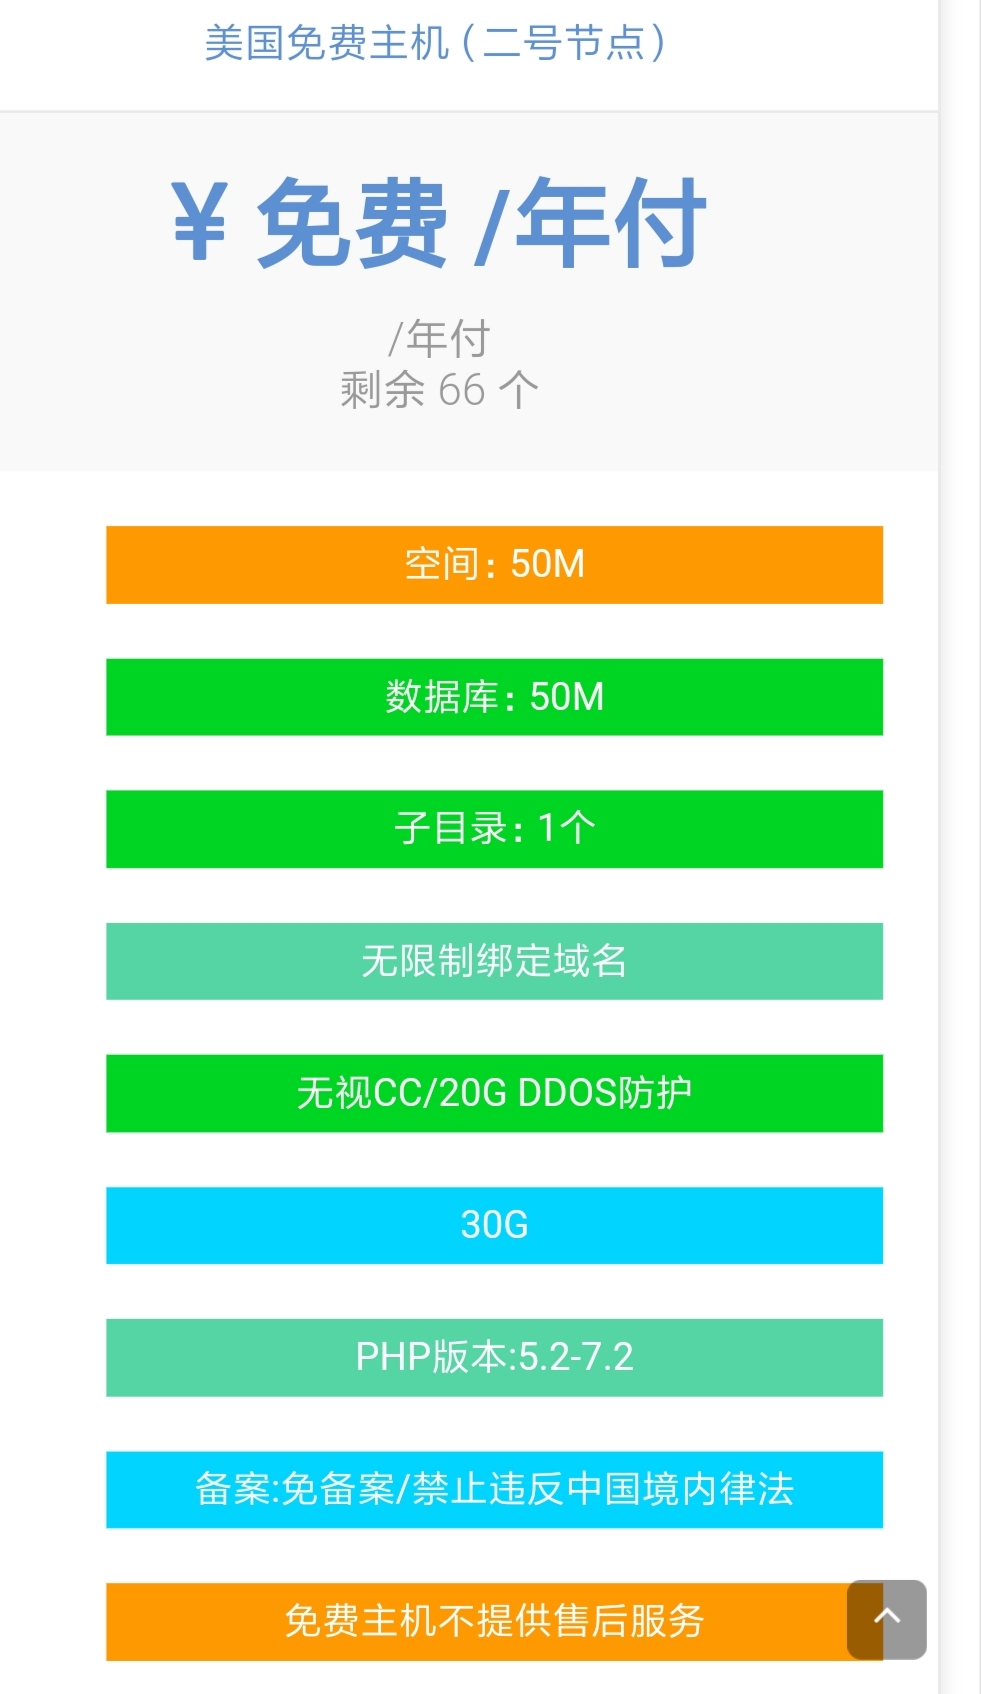 美国免费主机（二号节点）
¥ 免费 /年付
/年付
剩余 66 个
空间：50M
数据库：50M
子目录：1个
无限制绑定域名
无视CC/20G DDOS防护
30G
PHP版本:5.2-7.2
备案:免备案/禁止违反中国境内律法
免费主机不提供售后服务